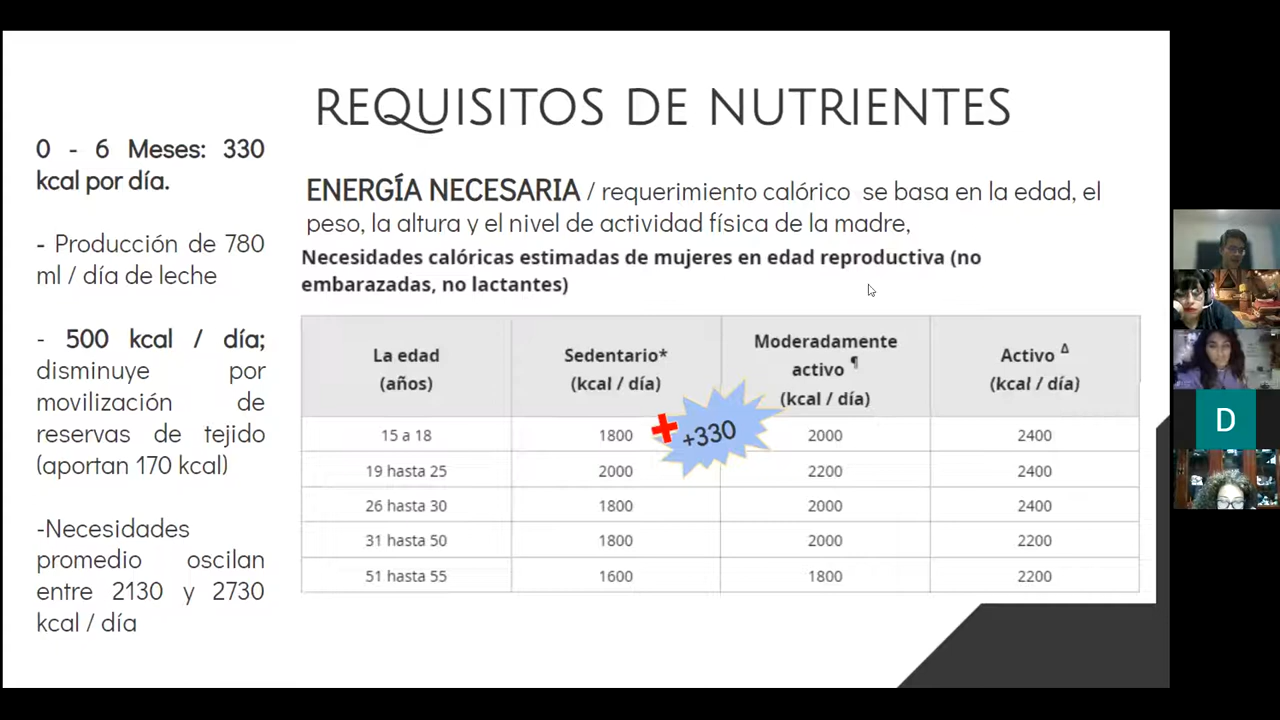 REQUISITOS DE NUTRIENTES
0 - 6 Meses: 330
kcal por día.
- Producción de 780
ml / día de leche
- 500 kcal / día;
disminuye por
movilización de
reservas de tejido
(aportan 170 kcal)
-Necesidades
promedio oscilan
entre 2130 y 2730
kcal / día
ENERGÍA NECESARIA / requerimiento calórico se basa en la edad, el
peso, la altura y el nivel de actividad física de la madre,
Necesidades calóricas estimadas de mujeres en edad reproductiva (no
embarazadas, no lactantes)
La edad (años) Sedentario* (kcal / día) Moderadamente activo ¶ (kcal / día) Activo Δ (kcal / día)
15 a 18 1800 2000 2400
+330
19 hasta 25 2000 2200 2400
26 hasta 30 1800 2000 2400
31 hasta 50 1800 2000 2200
51 hasta 55 1600 1800 2200
D